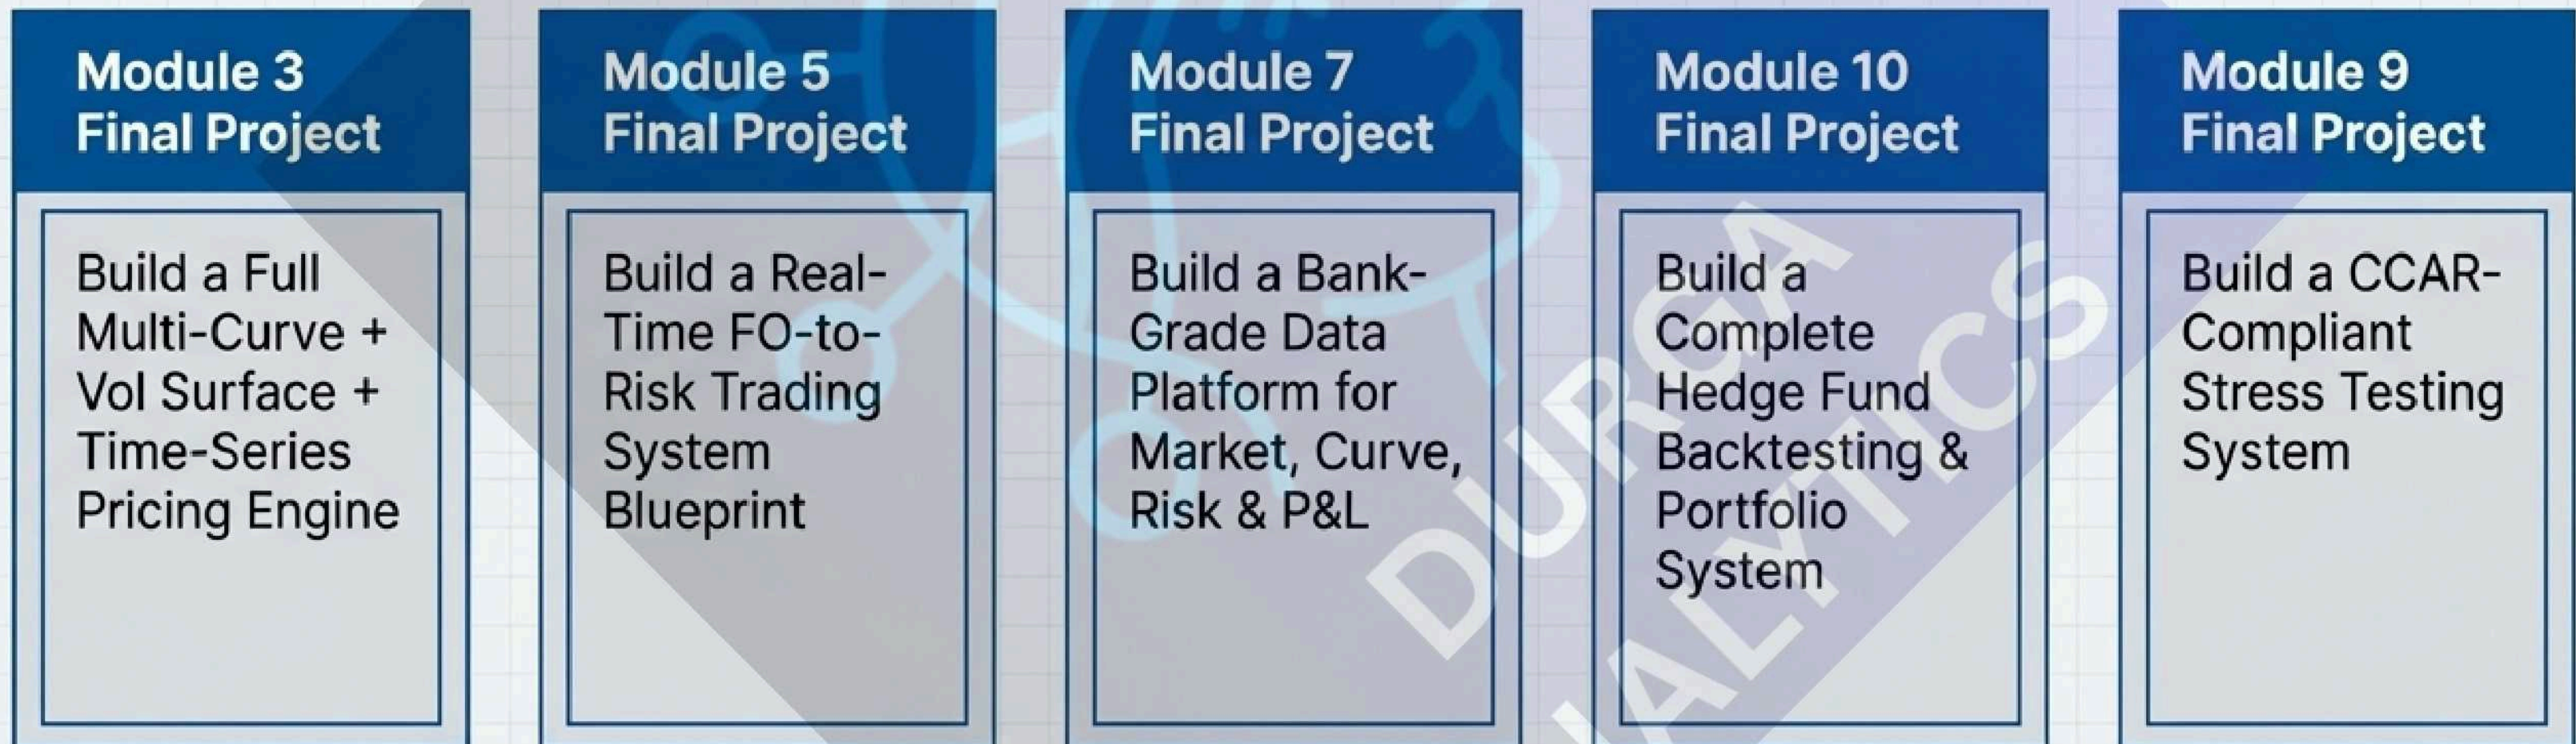 Module 3
Final Project
Build a Full
Multi-Curve +
Vol Surface +
Time-Series
Pricing Engine
Module 5
Final Project
Build a Real-
Time FO-to-
Risk Trading
System
Blueprint
Module 7
Final Project
Build a Bank-
Grade Data
Platform for
Market, Curve,
Risk & P&L
Module 10
Final Project
Build a
Complete
Hedge Fund
Backtesting &
Portfolio
System
Module 9
Final Project
Build a CCAR-
Compliant
Stress Testing
System
DURGA